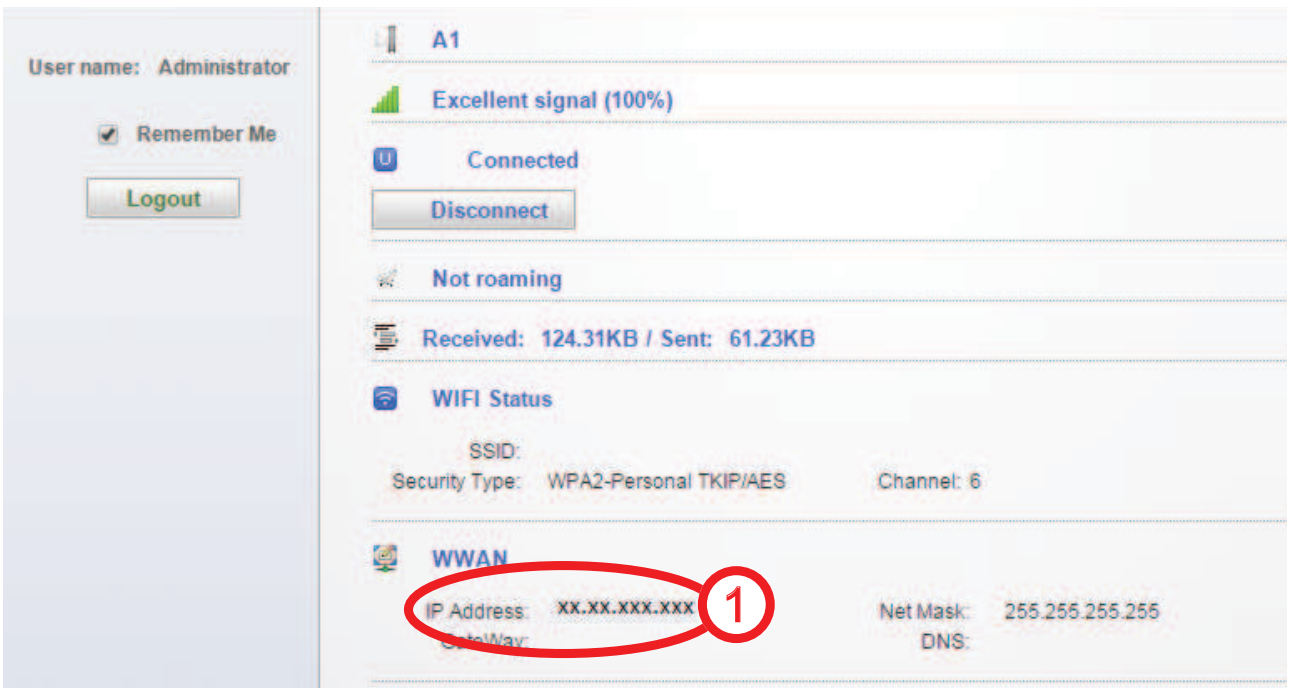 User name: Administrator
Remember Me
Logout
A1
Excellent signal (100%)
U Connected
Disconnect
Not roaming
Received: 124.31KB / Sent: 61.23KB
WIFI Status
SSID:
Security Type: WPA2-Personal TKIP/AES Channel: 6
WWAN
IP Address: xx.xx.xxx.xxx 1 Net Mask: 255.255.255.255
GateWay: DNS: